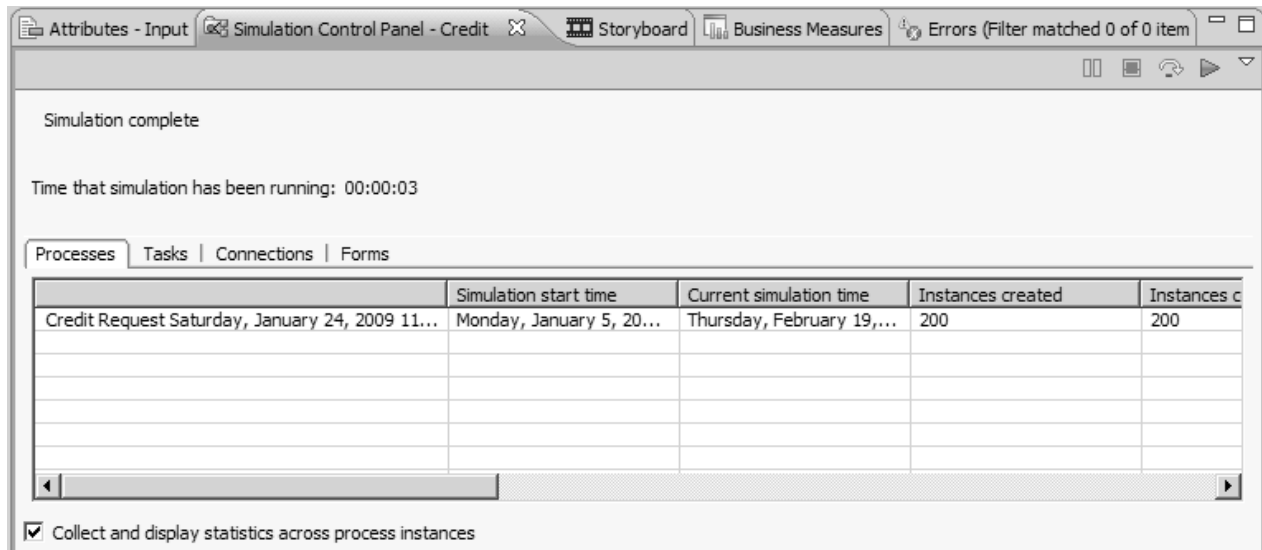 Attributes - Input Simulation Control Panel - Credit Storyboard Business Measures Errors (Filter matched 0 of 0 item
Simulation complete
Time that simulation has been running: 00:00:03
Processes Tasks | Connections | Forms
Simulation start time Current simulation time Instances created Instances c
Credit Request Saturday, January 24, 2009 11... Monday, January 5, 20... Thursday, February 19,... 200 200
Collect and display statistics across process instances